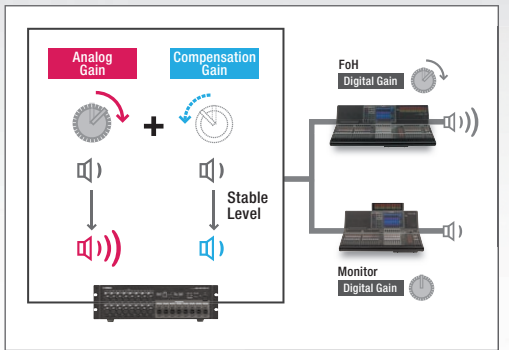 Analog
Gain
Compensation
Gain
Stable
Level
FoH
Digital Gain
Monitor
Digital Gain